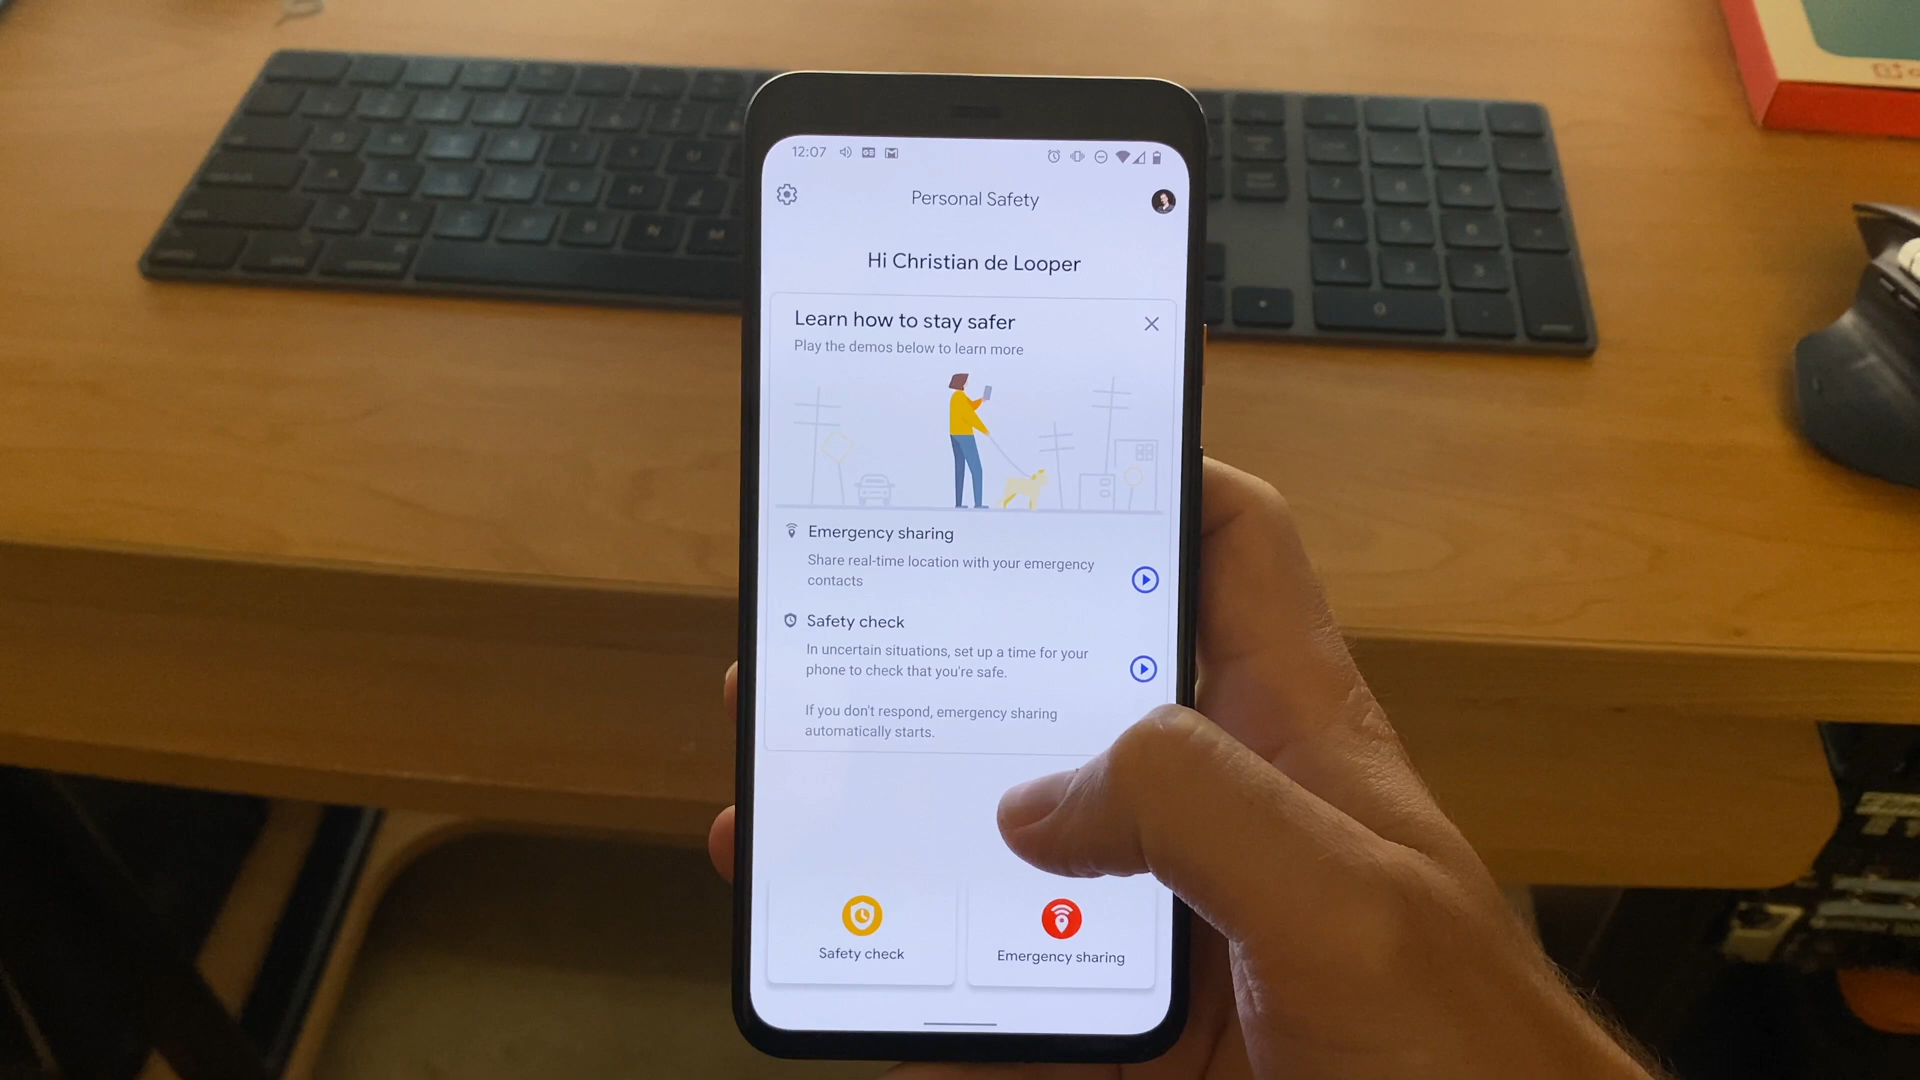 12:07
Personal Safety
Hi Christian de Looper
Learn how to stay safer
Play the demos below to learn more
Emergency sharing
Share real-time location with your emergency
contacts
Safety check
In uncertain situations, set up a time for your
phone to check that you're safe.
If you don't respond, emergency sharing
automatically starts.
Safety check
Emergency sharing